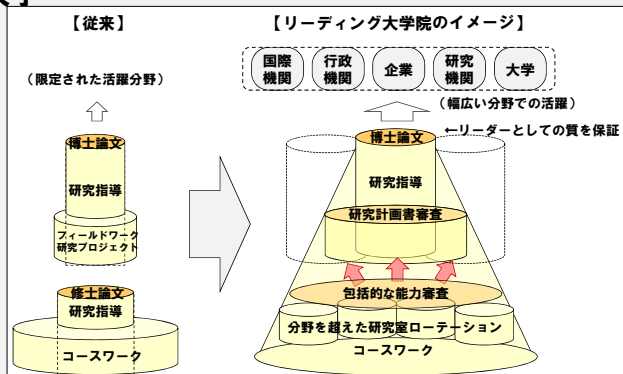 【従来】
（限定された活躍分野）
博士論文
研究指導
フィールドワーク
研究プロジェクト
修士論文
研究指導
コースワーク
【リーディング大学院のイメージ】
国際
機関
行政
機関
企業
研究
機関
大学
（幅広い分野での活躍）
←リーダーとしての質を保証
博士論文
研究指導
研究計画書審査
包括的な能力審査
分野を超えた研究室ローテーション
コースワーク